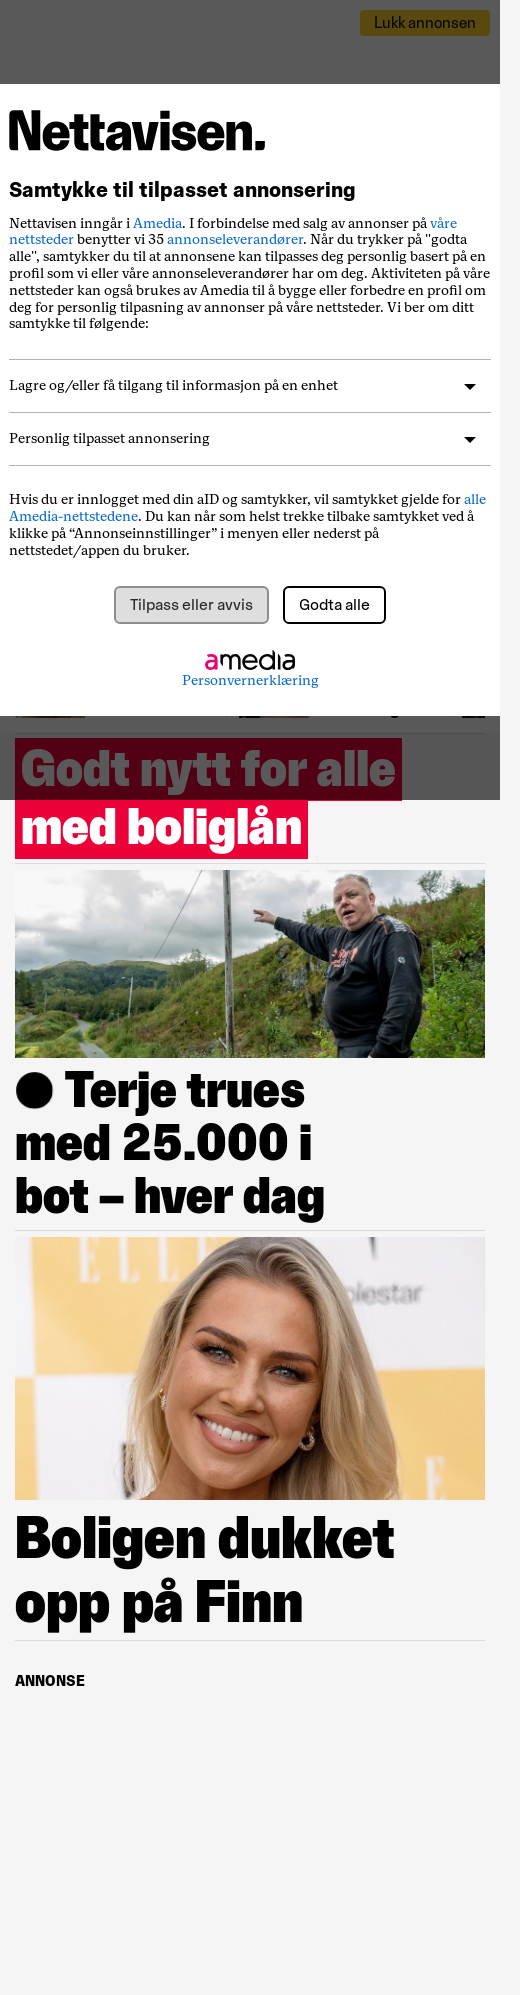 Lukk annonsen
Nettavisen.
Samtykke til tilpasset annonsering
Nettavisen inngår i Amedia. I forbindelse med salg av annonser på våre
nettsteder benytter vi 35 annonseleverandører. Når du trykker på "godta
alle", samtykker du til at annonsene kan tilpasses deg personlig basert på en
profil som vi eller våre annonseleverandører har om deg. Aktiviteten på våre
nettsteder kan også brukes av Amedia til å bygge eller forbedre en profil om
deg for personlig tilpasning av annonser på våre nettsteder. Vi ber om ditt
samtykke til følgende:
Lagre og/eller få tilgang til informasjon på en enhet
Personlig tilpasset annonsering
Hvis du er innlogget med din aID og samtykker, vil samtykket gjelde for alle
Amedia-nettstedene. Du kan når som helst trekke tilbake samtykket ved å
klikke på “Annonseinnstillinger” i menyen eller nederst på
nettstedet/appen du bruker.
Tilpass eller avvis
Godta alle
amedia
Personvernerklæring
Godt nytt for alle
med boliglån
Terje trues
med 25.000 i
bot – hver dag
ELLE
olestar
Boligen dukket
opp på Finn
ANNONSE